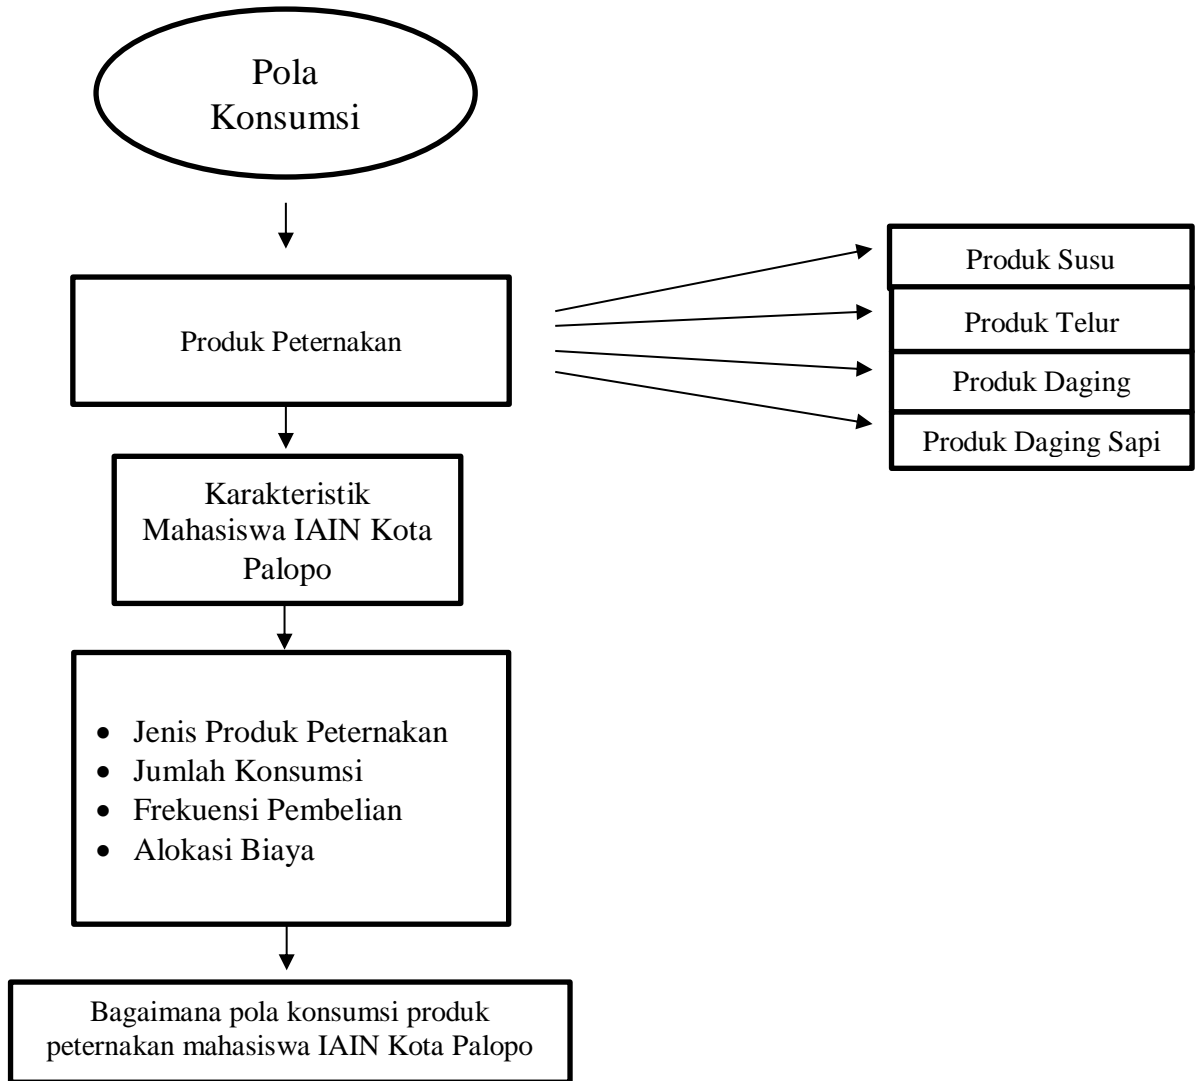 Pola
Konsumsi
Produk Peternakan
Produk Susu
Produk Telur
Produk Daging
Produk Daging Sapi
Karakteristik
Mahasiswa IAIN Kota
Palopo
• Jenis Produk Peternakan
• Jumlah Konsumsi
• Frekuensi Pembelian
• Alokasi Biaya
Bagaimana pola konsumsi produk
peternakan mahasiswa IAIN Kota Palopo